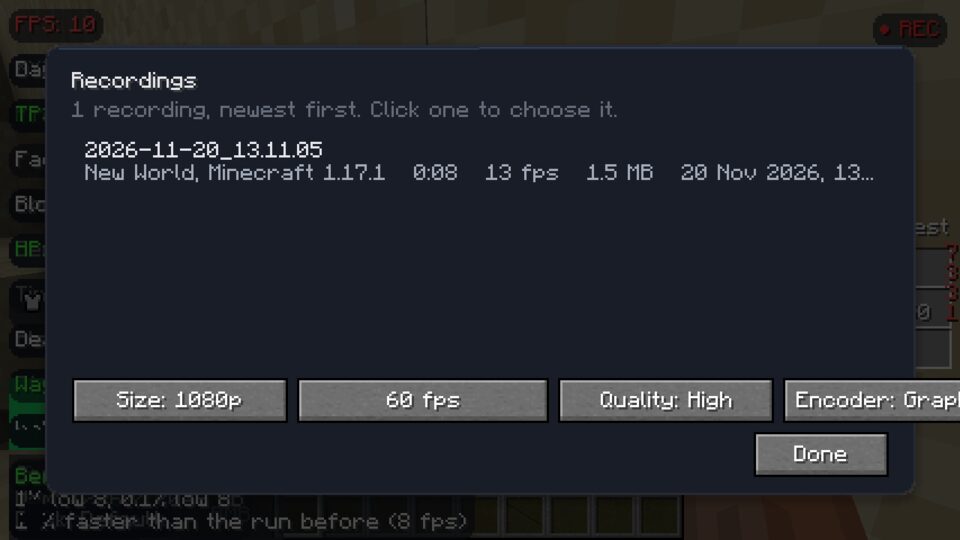 FPS: 10
REC
Recordings
1 recording, newest first. Click one to choose it.
2026-11-20_13.11.05
New World, Minecraft 1.17.1 0:08 13 fps 1.5 MB 20 Nov 2026, 13...
Size: 1080p
60 fps
Quality: High
Encoder: Grap
Done
faster than the run before (8 fps)